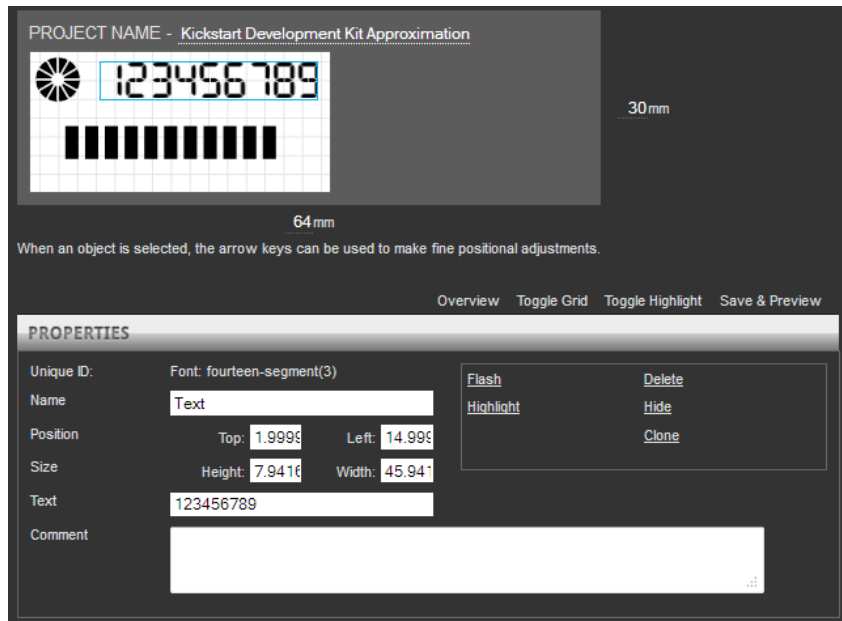 PROJECT NAME - Kickstart Development Kit Approximation
123456789
30mm
64mm
When an object is selected, the arrow keys can be used to make fine positional adjustments.
Overview Toggle Grid Toggle Highlight Save & Preview
PROPERTIES
Unique ID: Font: fourteen-segment(3)
Flash Delete
Name Text
Highlight Hide
Position Top: 1.9999 Left: 14.999
Clone
Size Height: 7.9416 Width: 45.941
Text 123456789
Comment